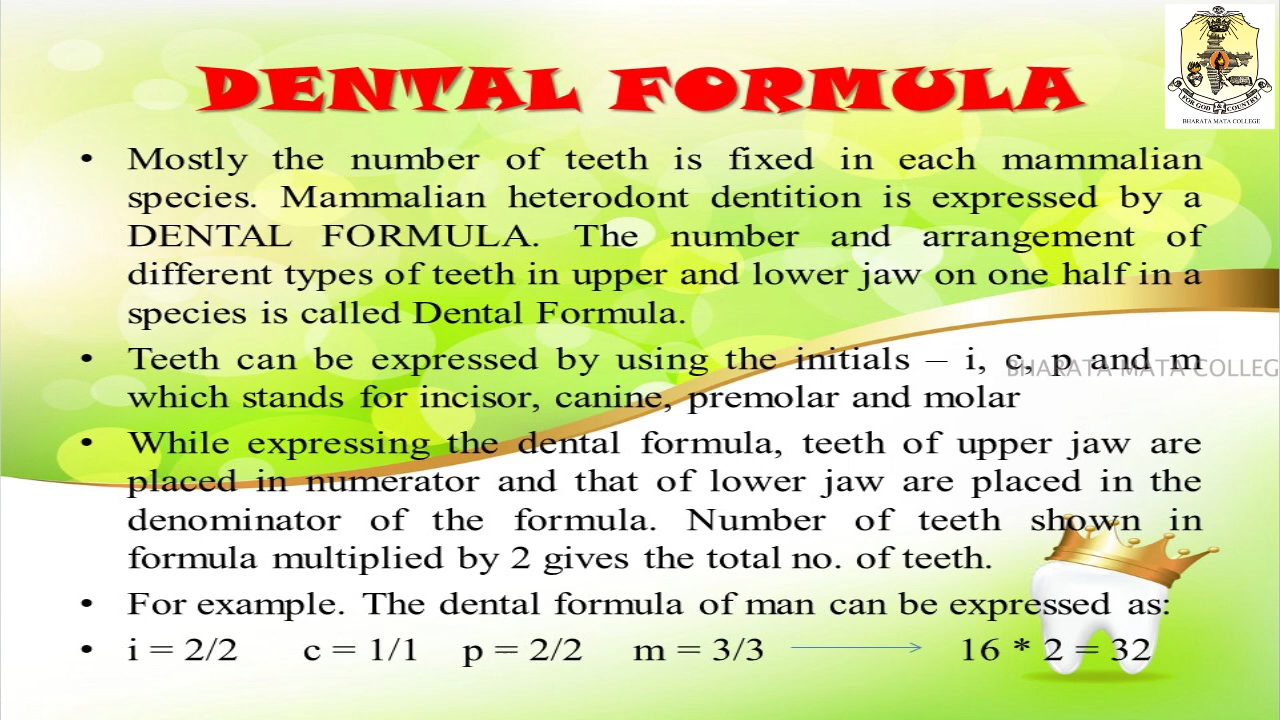 DENTAL FORMULA
FOR GOD & COUNTRY
BHARATA MATA COLLEGE
• Mostly the number of teeth is fixed in each mammalian
species. Mammalian heterodont dentition is expressed by a
DENTAL FORMULA. The number and arrangement of
different types of teeth in upper and lower jaw on one half in a
species is called Dental Formula.
• Teeth can be expressed by using the initials – i, c, p and m
BHARATA MATA COLLEG
which stands for incisor, canine, premolar and molar
• While expressing the dental formula, teeth of upper jaw are
placed in numerator and that of lower jaw are placed in the
denominator of the formula. Number of teeth shown in
formula multiplied by 2 gives the total no. of teeth.
• For example. The dental formula of man can be expressed as:
• i = 2/2 c = 1/1 p = 2/2 m = 3/3 → 16 * 2 = 32